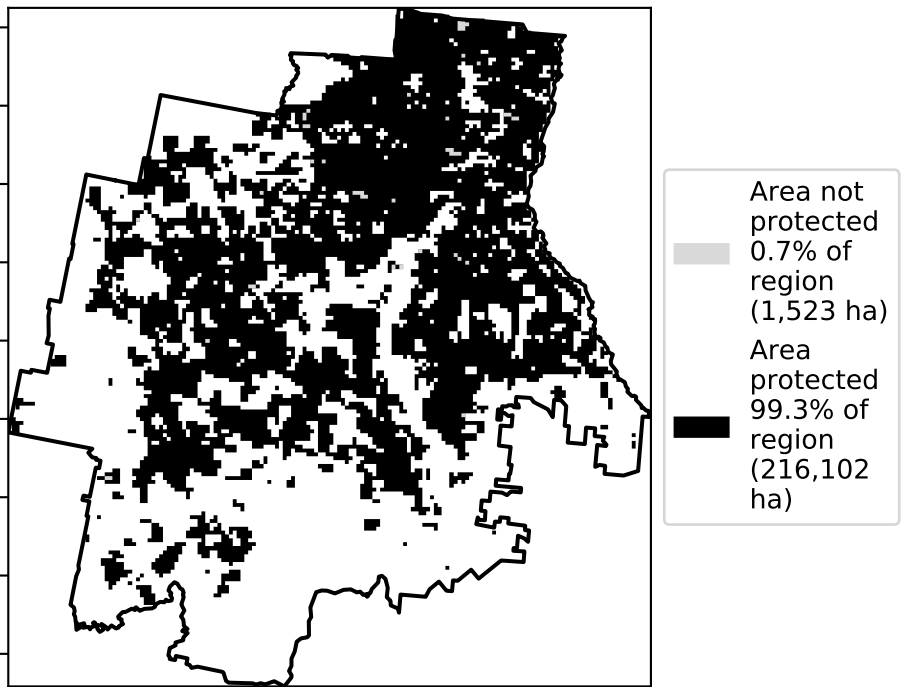 Area not
protected
0.7% of
region
(1,523 ha)
Area
protected
99.3% of
region
(216,102
ha)